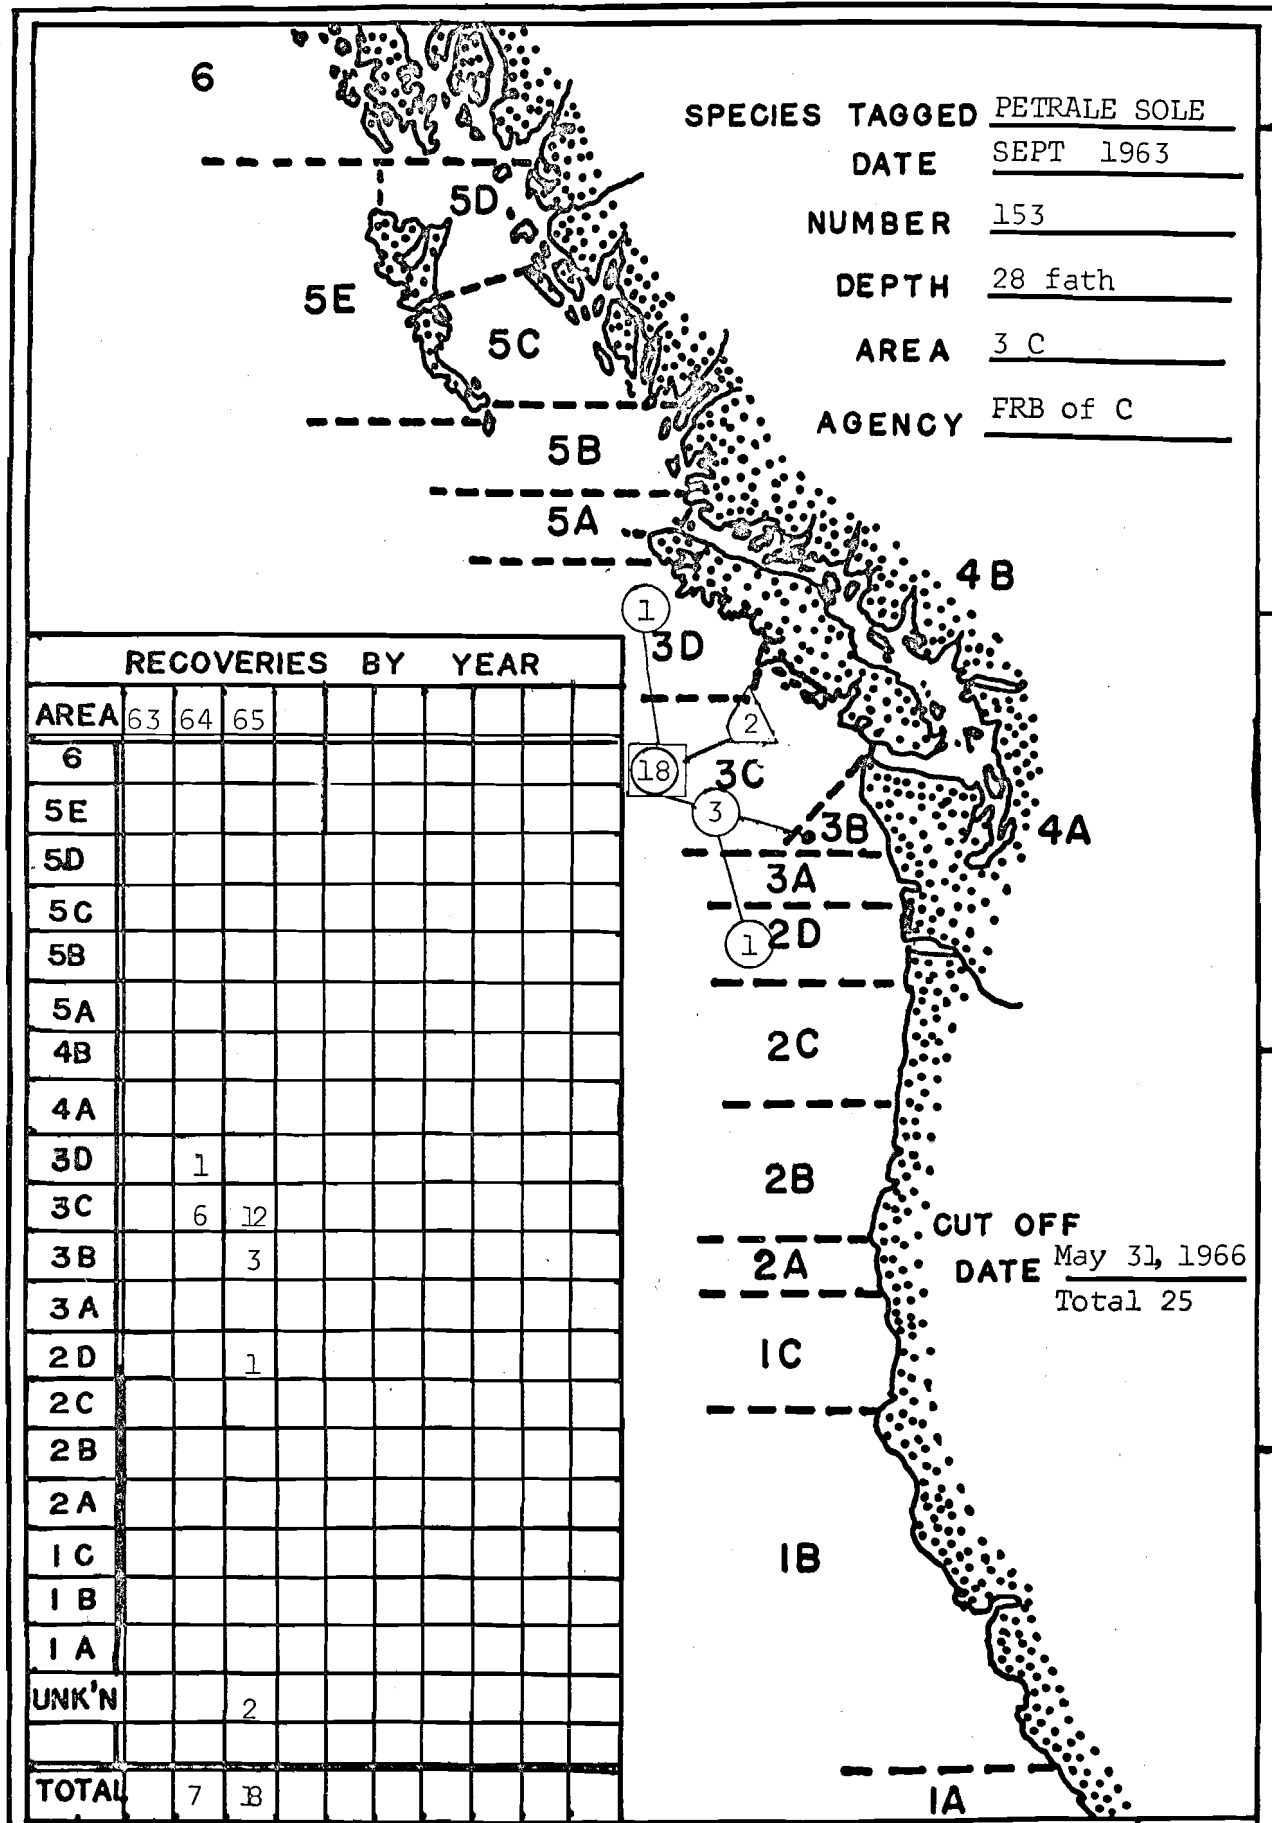 6
SPECIES TAGGED PETRALE SOLE
DATE SEPT 1963
5D
NUMBER 153
5E
DEPTH 28 fath
5C
AREA 3 C
AGENCY FRB of C
5B
5A
4B
1
3D
2
18
3C
3
3B
4A
3A
1
2D
2C
2B
CUT OFF
DATE May 31, 1966
Total 25
2A
1C
1B
1A
RECOVERIES BY YEAR
AREA 63 64 65
6
5E
5D
5C
5B
5A
4B
4A
3D 1
3C 6 12
3B 3
3A
2D 1
2C
2B
2A
1C
1B
1A
UNK'N 2
TOTAL 7 18